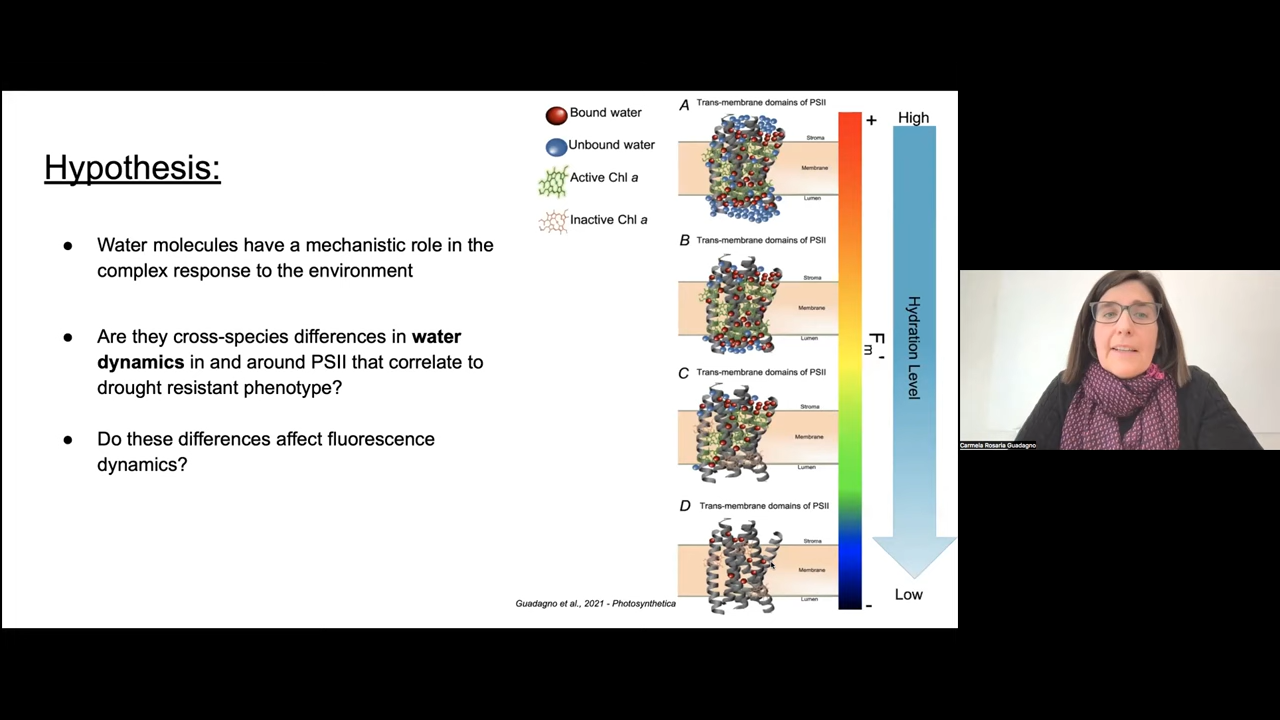 Hypothesis:
● Water molecules have a mechanistic role in the
complex response to the environment
● Are they cross-species differences in water
dynamics in and around PSII that correlate to
drought resistant phenotype?
● Do these differences affect fluorescence
dynamics?
Bound water
Unbound water
Active Chl a
Inactive Chl a
A Trans-membrane domains of PSII
Stroma
Membrane
Lumen
B Trans-membrane domains of PSII
Stroma
Membrane
Lumen
C Trans-membrane domains of PSII
Stroma
Membrane
Lumen
D Trans-membrane domains of PSII
Stroma
Membrane
Lumen
+
Fm'
-
High
Hydration Level
Low
Guadagno et al., 2021 - Photosynthetica
Carmela Rosaria Guadagno